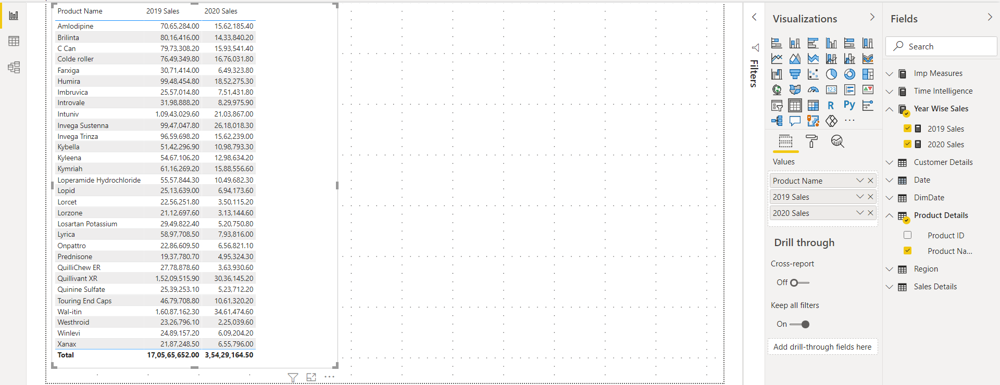 Product Name 2019 Sales 2020 Sales
Amlodipine 70,65,284.00 15,62,185.40
Brilinta 80,16,416.00 14,33,840.20
C Can 79,73,308.20 15,93,541.40
Colde roller 76,49,349.80 16,76,031.80
Farxiga 30,71,414.00 6,49,323.80
Humira 99,48,454.80 18,52,275.30
Imbruvica 25,57,014.80 7,51,431.80
Introvale 31,98,888.20 8,29,975.90
Intuniv 1,09,43,029.60 21,03,867.00
Invega Sustenna 99,47,047.80 26,18,018.30
Invega Trinza 96,59,698.20 15,62,239.00
Kybella 51,42,296.90 10,98,793.30
Kyleena 54,67,106.20 12,98,634.20
Kymriah 61,16,269.20 15,88,556.60
Loperamide Hydrochloride 55,57,844.30 10,49,682.30
Lopid 25,13,639.00 6,94,173.60
Lorcet 22,56,251.80 3,50,115.20
Lorzone 21,12,697.60 3,13,144.60
Losartan Potassium 29,49,822.40 5,20,750.80
Lyrica 58,97,708.50 7,93,816.00
Onpattro 22,86,609.50 6,56,821.10
Prednisone 19,37,780.70 4,95,324.30
QuilliChew ER 27,78,878.60 3,63,930.60
Quillivant XR 1,52,09,515.90 30,36,145.20
Quinine Sulfate 25,39,253.10 5,23,712.20
Touring End Caps 46,79,708.80 10,61,320.20
Wal-itin 1,60,87,162.30 34,61,474.60
Westhroid 23,26,796.10 2,25,039.60
Winlevi 24,89,157.20 6,09,204.20
Xanax 21,87,248.50 6,55,796.00
Total 17,05,65,652.00 3,54,29,164.50
Filters
Visualizations
123
R Py
Values
Product Name
2019 Sales
2020 Sales
Drill through
Cross-report
Off
Keep all filters
On
Add drill-through fields here
Fields
Search
Imp Measures
Time Intelligence
Year Wise Sales
2019 Sales
2020 Sales
Customer Details
Date
DimDate
Product Details
Product ID
Product Na...
Region
Sales Details